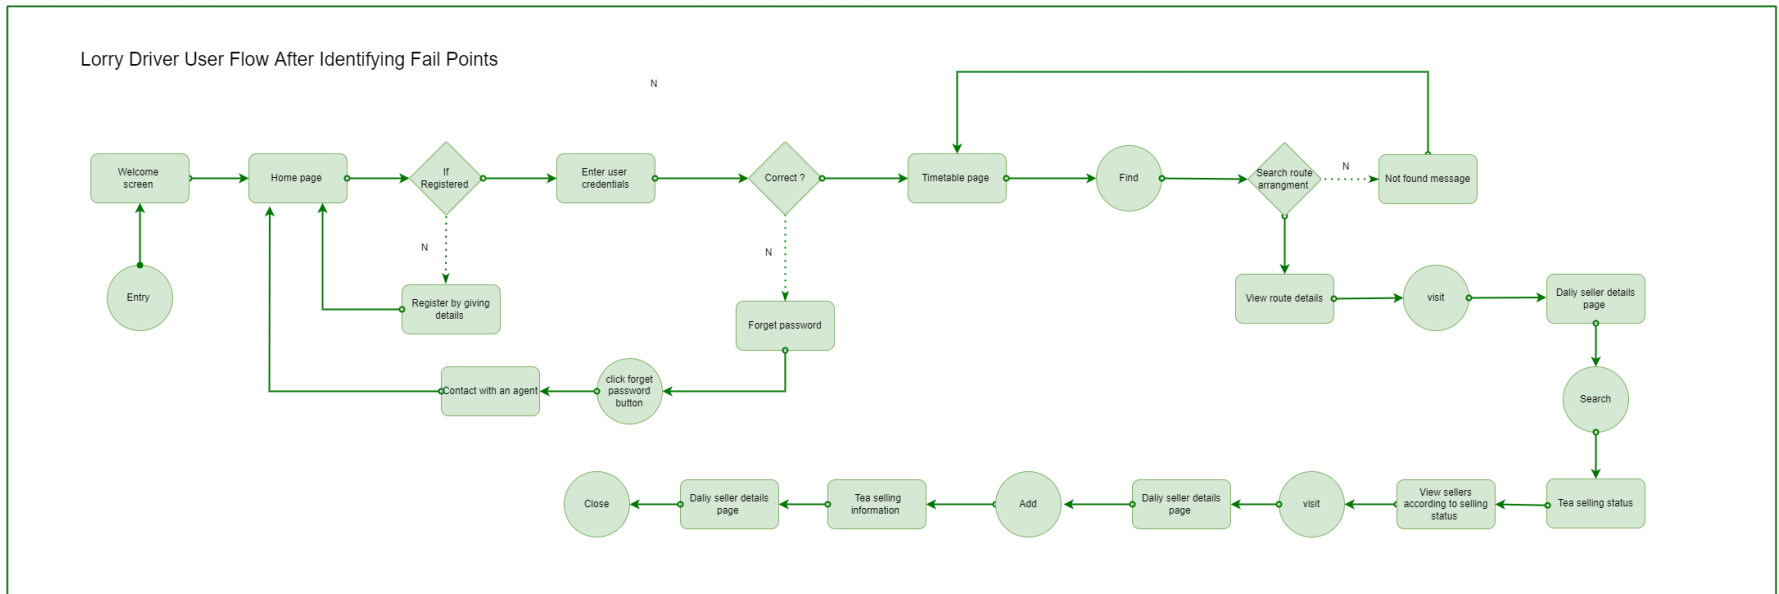 Lorry Driver User Flow After Identifying Fail Points
N
Welcome
screen
Home page
If
Registered
Enter user
credentials
Correct ?
Timetable page
Find
Search route
arrangment
N
Not found message
N
N
Entry
Register by giving
details
Forget password
View route details
visit
Daliy seller details
page
Contact with an agent
click forget
password
button
Search
Close
Daliy seller details
page
Tea selling
information
Add
Daliy seller details
page
visit
View sellers
according to selling
status
Tea selling status